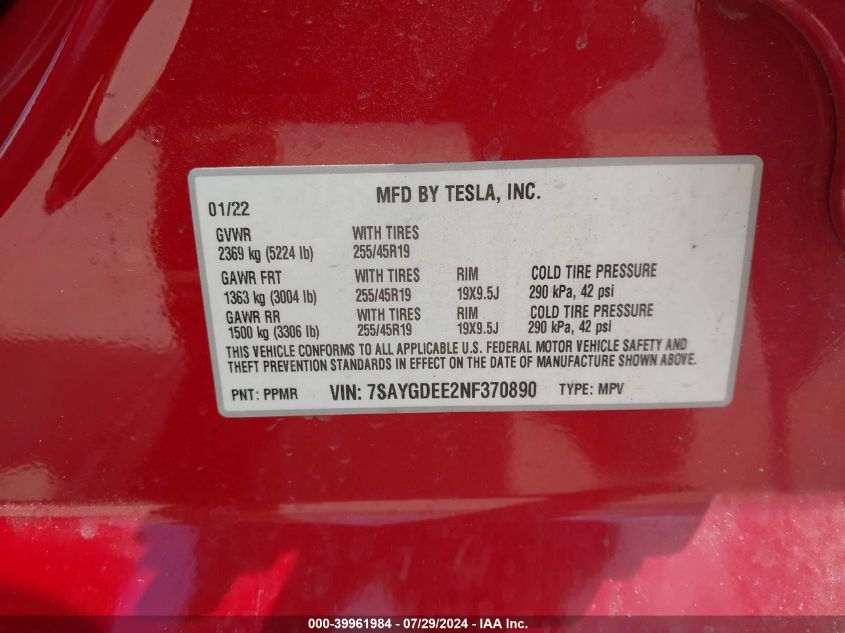 MFD BY TESLA, INC.
01/22
GVWR WITH TIRES
2369 kg (5224 lb) 255/45R19
GAWR FRT WITH TIRES RIM COLD TIRE PRESSURE
1363 kg (3004 lb) 255/45R19 19X9.5J 290 kPa, 42 psi
GAWR RR WITH TIRES RIM COLD TIRE PRESSURE
1500 kg (3306 lb) 255/45R19 19X9.5J 290 kPa, 42 psi
THIS VEHICLE CONFORMS TO ALL APPLICABLE U.S. FEDERAL MOTOR VEHICLE SAFETY AND
THEFT PREVENTION STANDARDS IN EFFECT ON THE DATE OF MANUFACTURE SHOWN ABOVE.
PNT: PPMR VIN: 7SAYGDEE2NF370890 TYPE: MPV
000-39961984 - 07/29/2024 - IAA Inc.